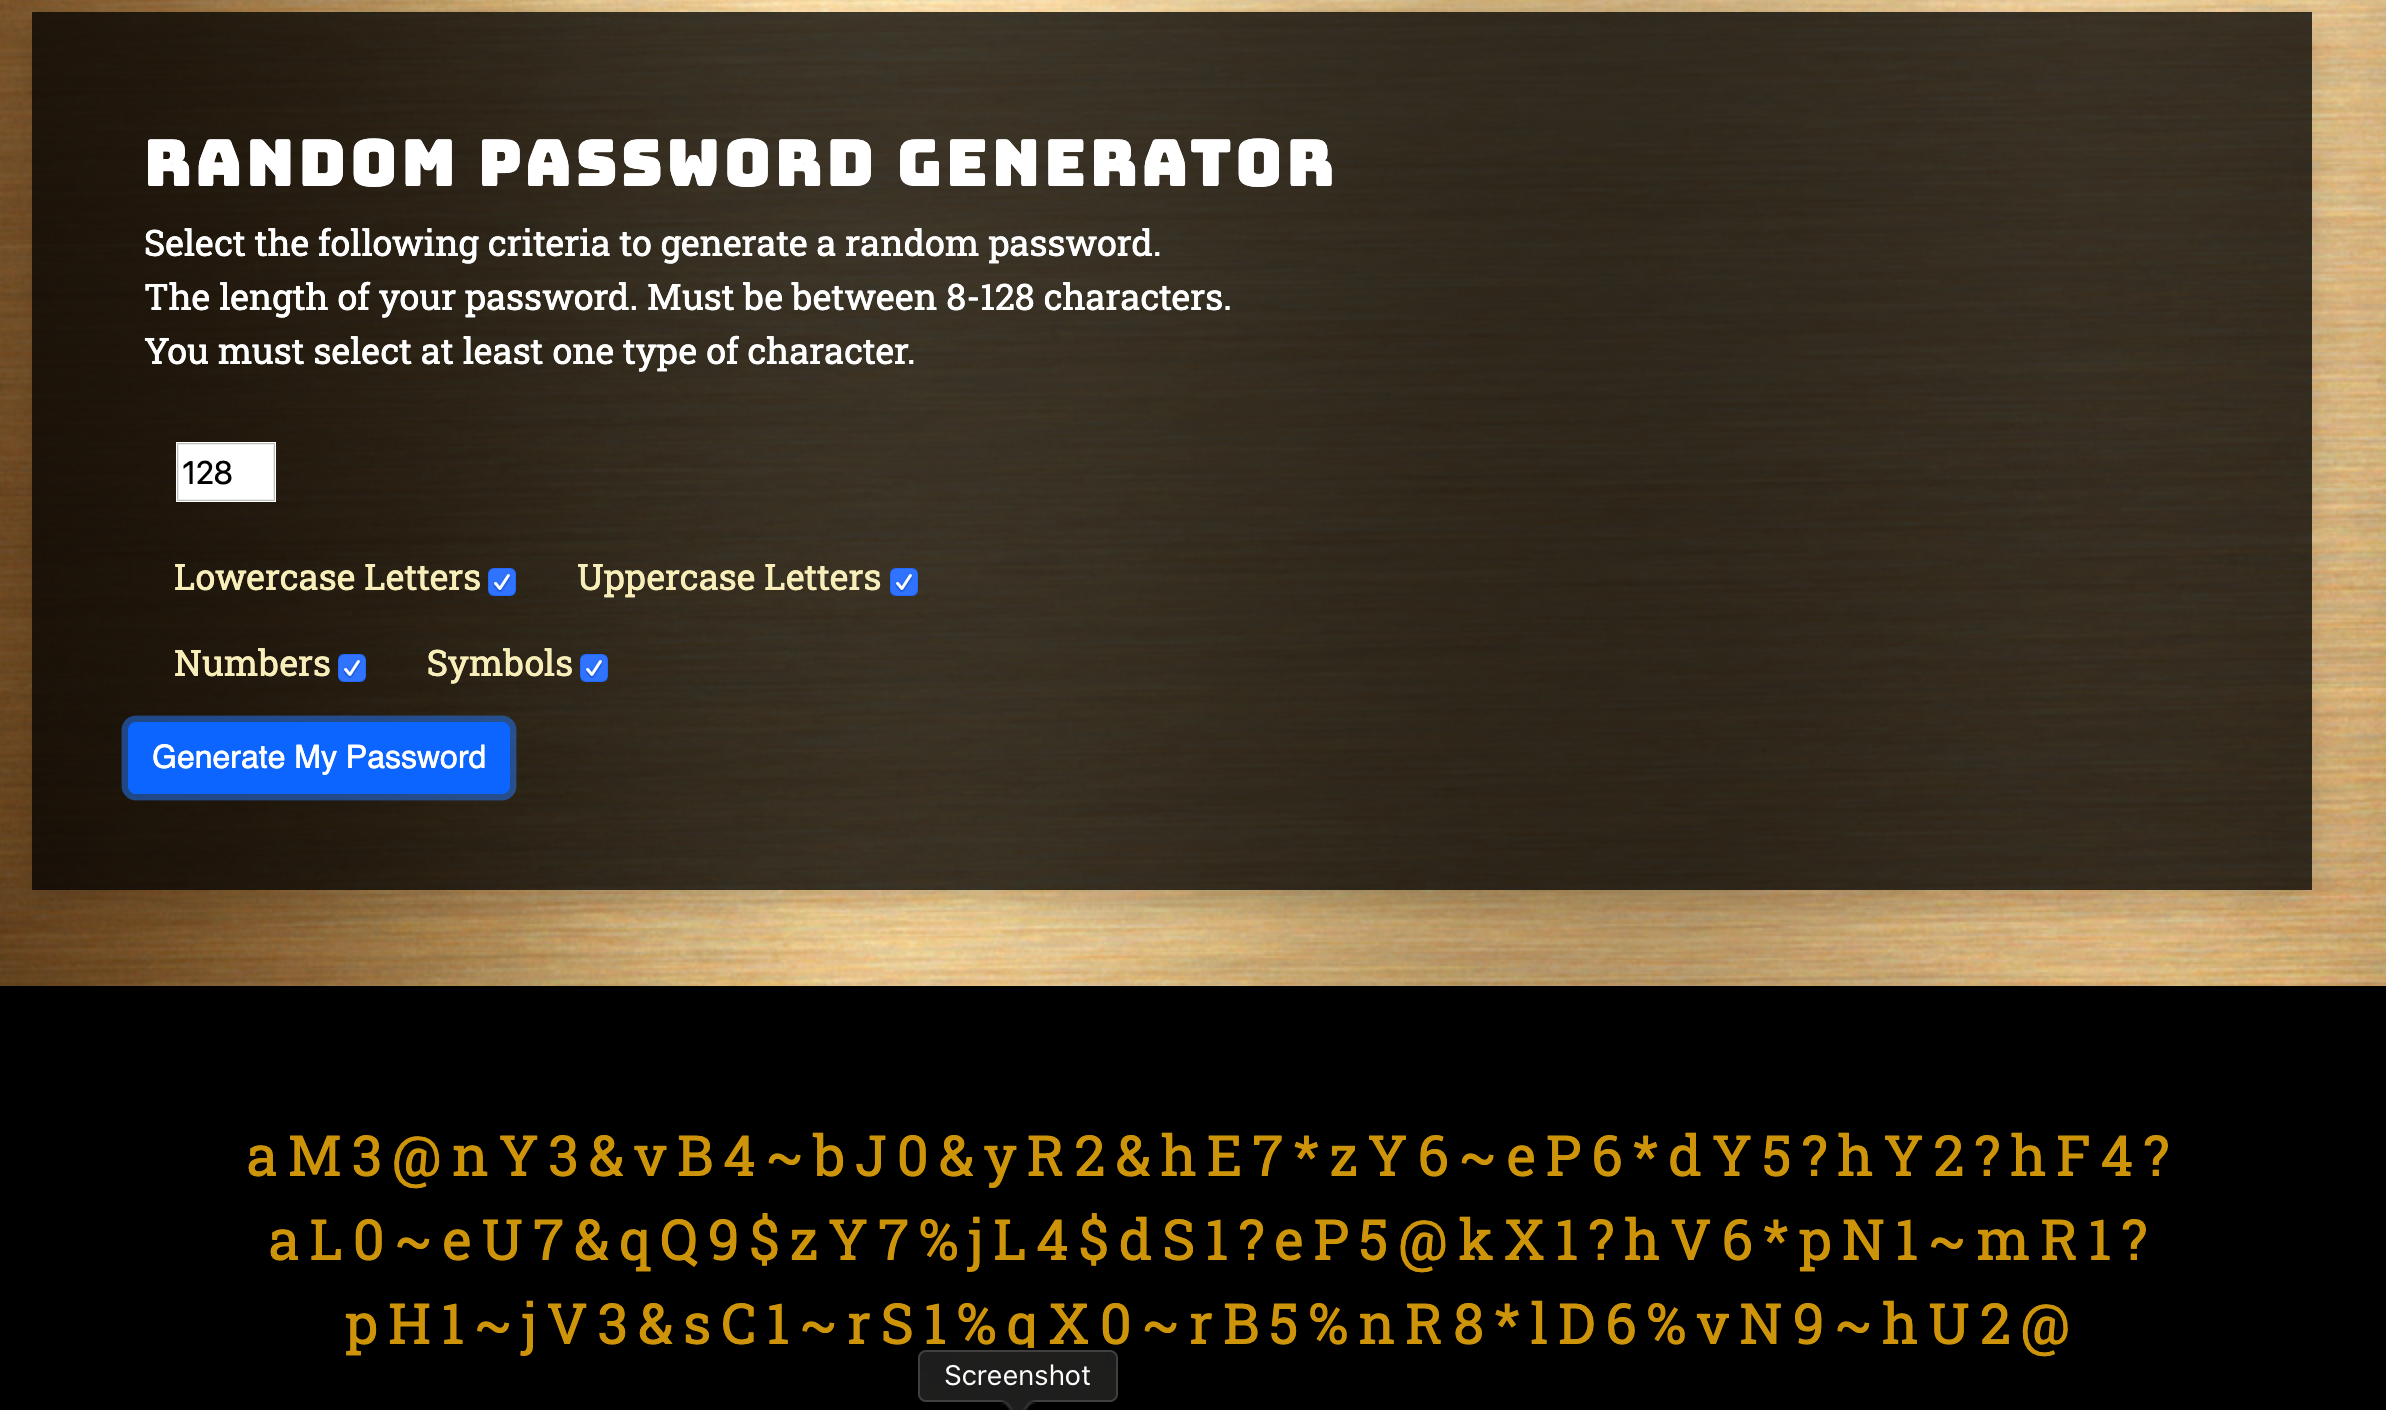 RANDOM PASSWORD GENERATOR
Select the following criteria to generate a random password.
The length of your password. Must be between 8-128 characters.
You must select at least one type of character.
128
Lowercase Letters Uppercase Letters
Numbers Symbols
Generate My Password
aM3@nY3&vB4~bJ0&yR2&hE7*zY6~eP6*dY5?hY2?hF4?
aL0~eU7&qQ9$zY7%jL4$dS1?eP5@kX1?hV6*pN1~mR1?
pH1~jV3&sC1~rS1%qX0~rB5%nR8*lD6%vN9~hU2@
Screenshot